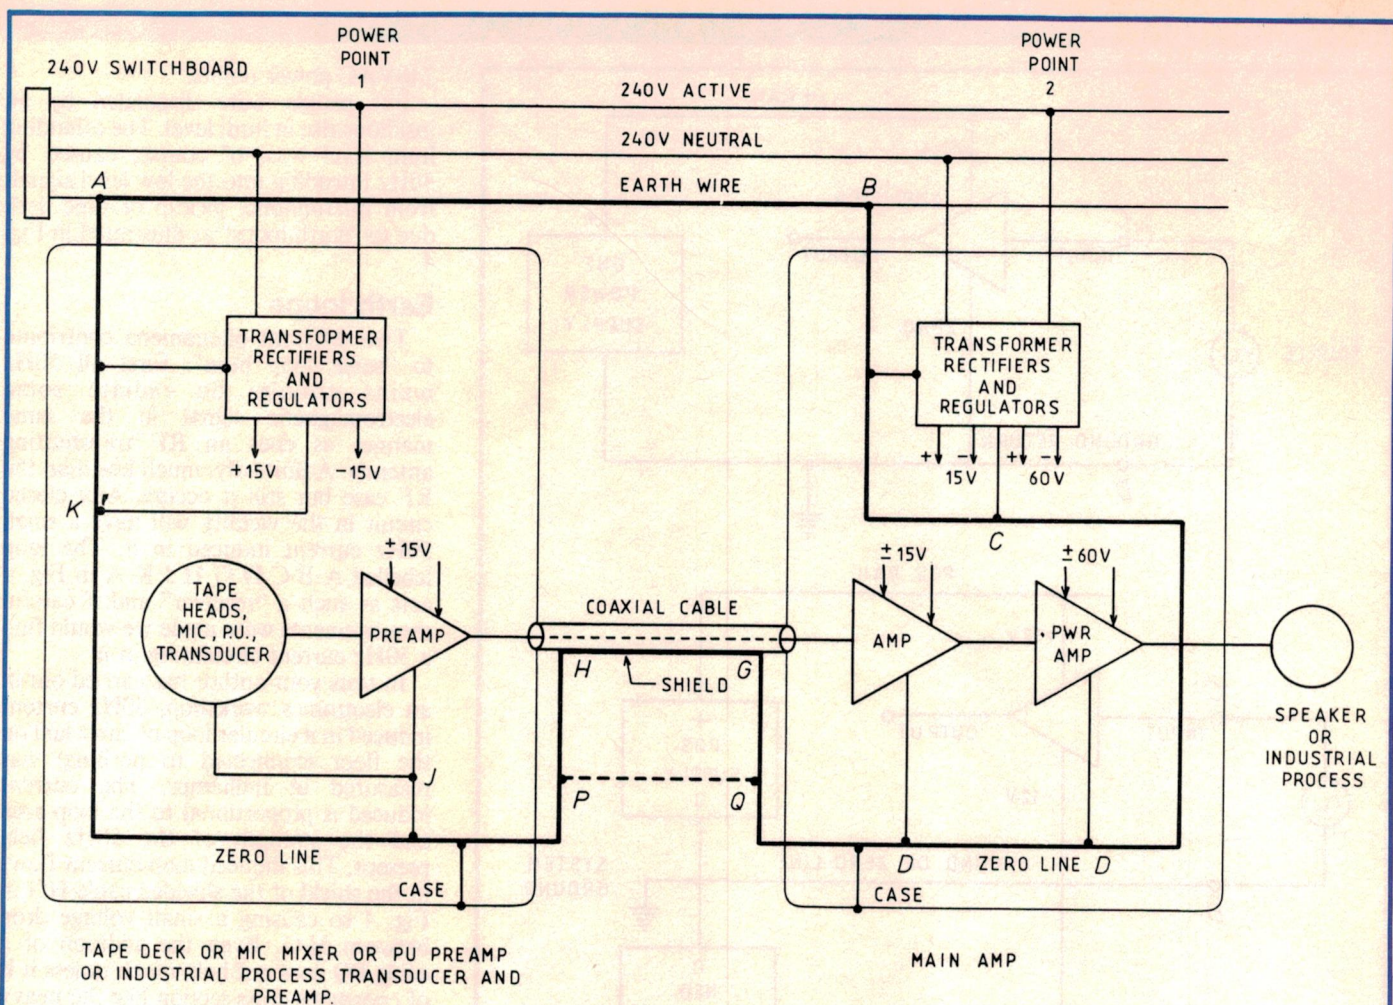 POWER
POINT
1
POWER
POINT
2
240V SWITCHBOARD
240V ACTIVE
240V NEUTRAL
EARTH WIRE
A
B
TRANSFOPMER
RECTIFIERS
AND
REGULATORS
TRANSFORMER
RECTIFIERS
AND
REGULATORS
+15V
-15V
+ -
15V
+ -
60V
K
C
±15V
±15V
±60V
TAPE
HEADS,
MIC PU,
TRANSDUCER
PREAMP
COAXIAL CABLE
AMP
PWR
AMP
H
G
SHIELD
SPEAKER
OR
INDUSTRIAL
PROCESS
J
P
Q
ZERO LINE
D
ZERO LINE
D
CASE
CASE
TAPE DECK OR MIC MIXER OR PU PREAMP
OR INDUSTRIAL PROCESS TRANSDUCER AND
PREAMP.
MAIN AMP